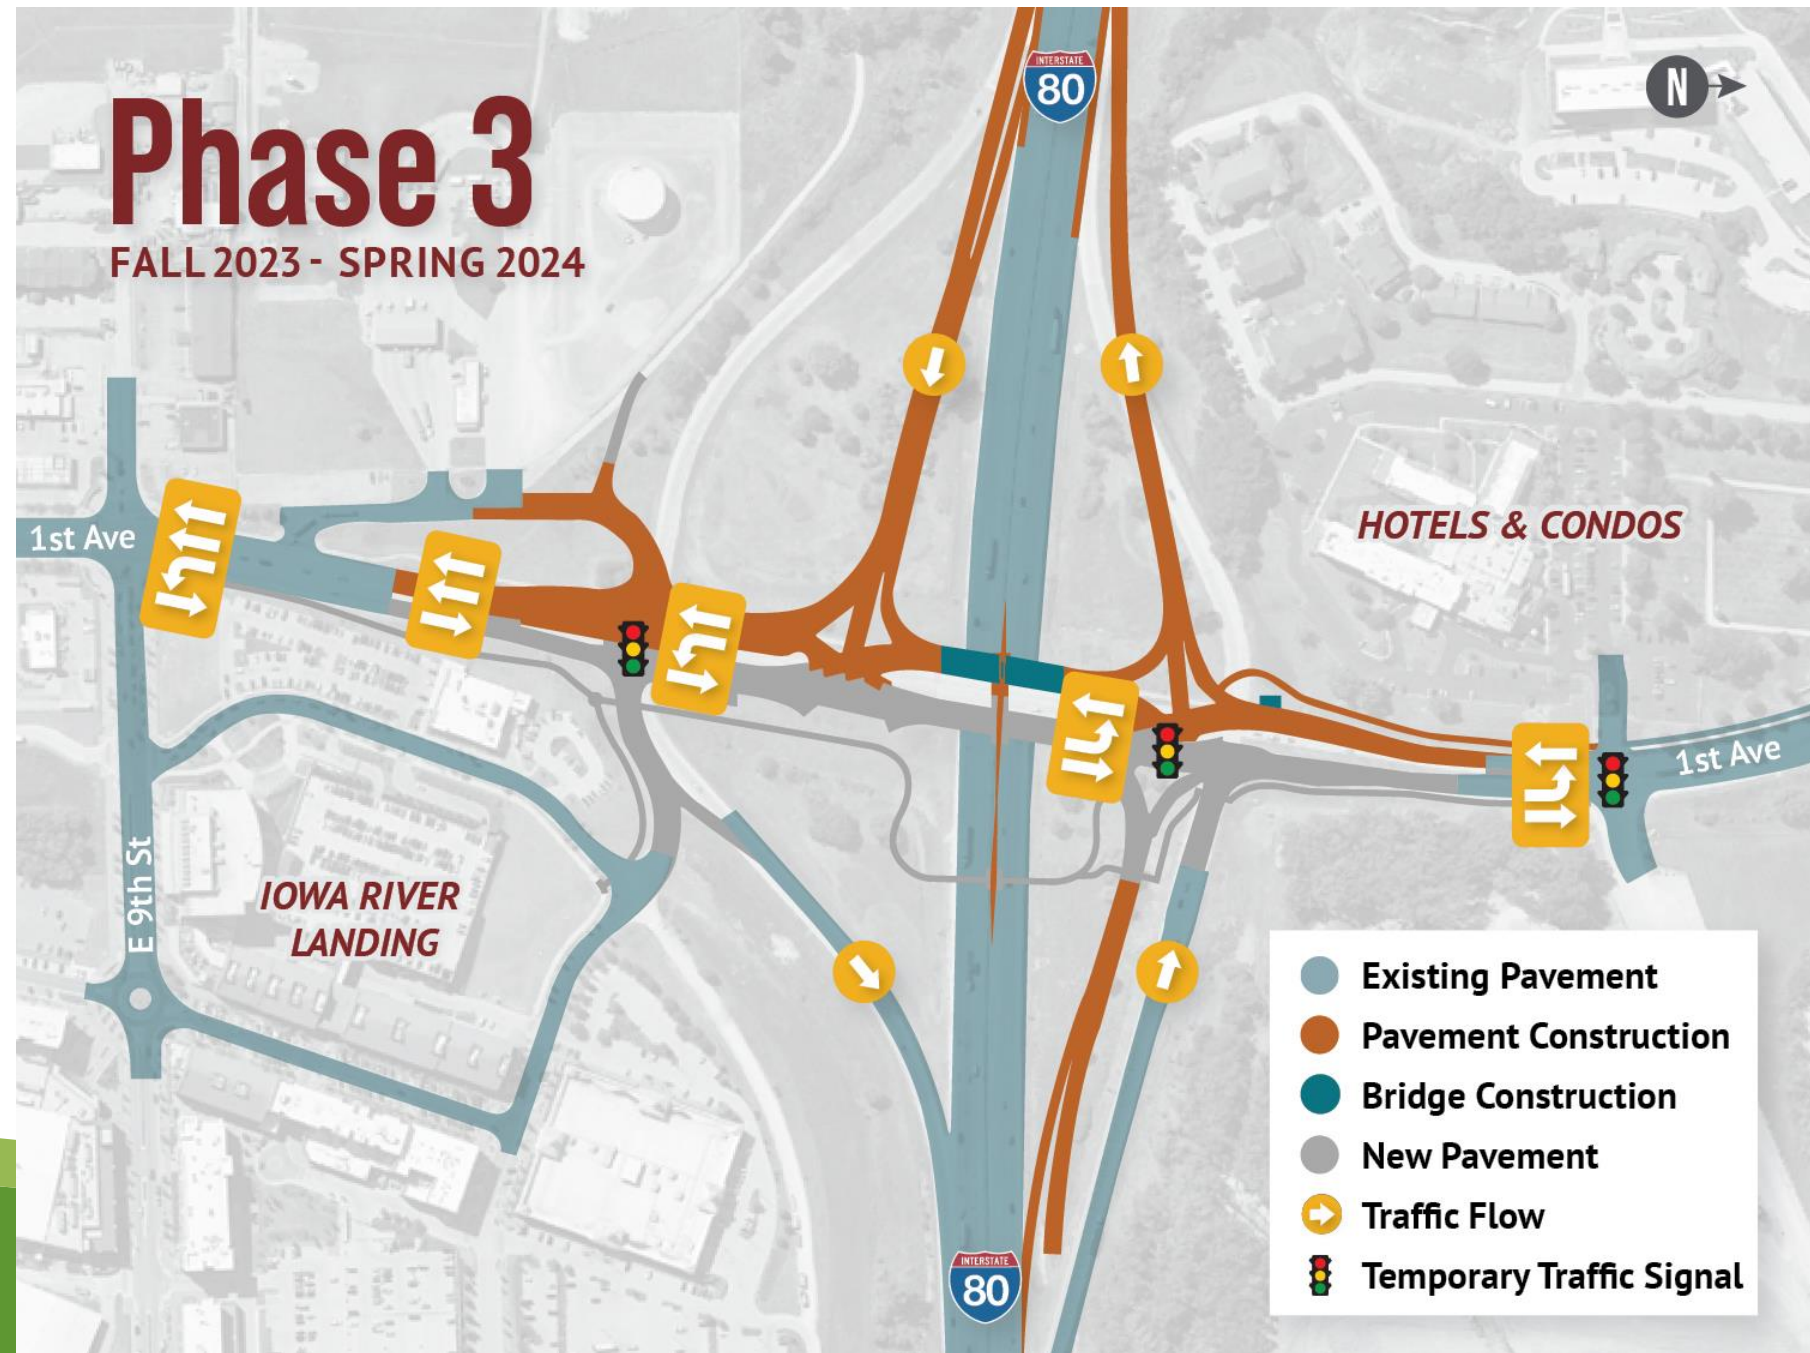 Phase 3
FALL 2023 - SPRING 2024
INTERSTATE
80
N
1st Ave
HOTELS & CONDOS
1st Ave
E 9th St
IOWA RIVER
LANDING
INTERSTATE
80
Existing Pavement
Pavement Construction
Bridge Construction
New Pavement
Traffic Flow
Temporary Traffic Signal